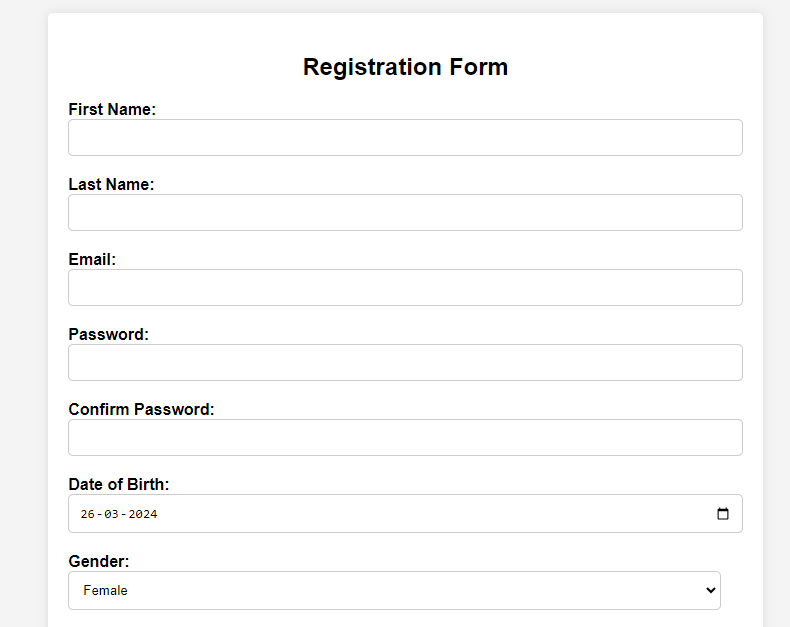 Registration Form
First Name:
Last Name:
Email:
Password:
Confirm Password:
Date of Birth:
26-03-2024
Gender:
Female